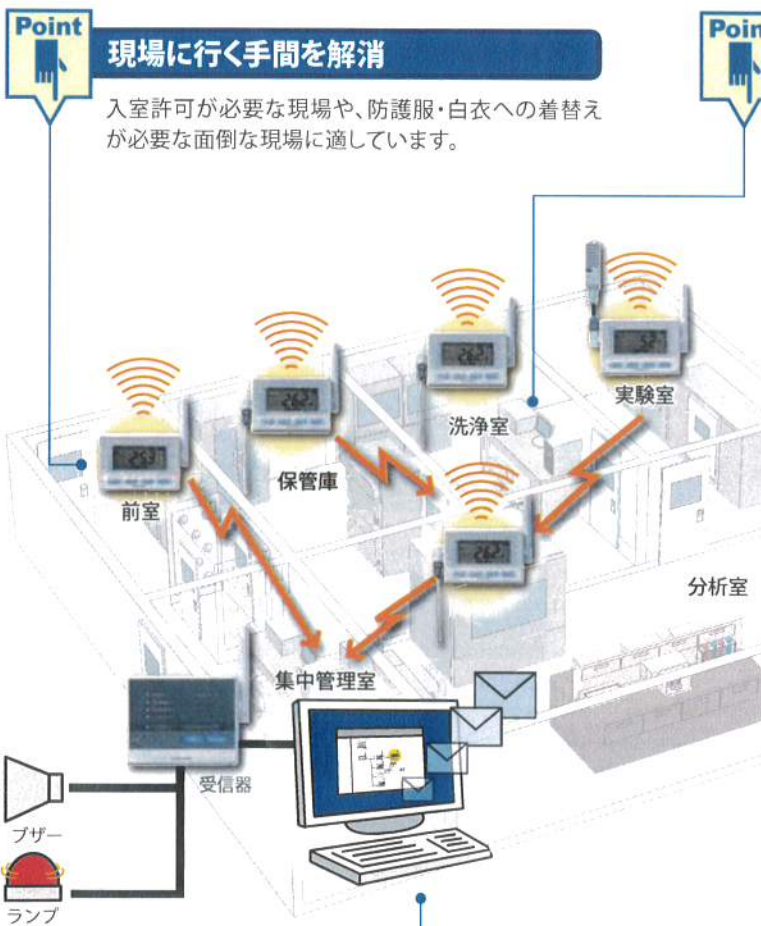 Point
現場に行く手間を解消
入室許可が必要な現場や、防護服・白衣への着替え
が必要な面倒な現場に適しています。
Poin
実験室
洗浄室
保管庫
前室
分析室
集中管理室
受信器
ブザー
ランプ